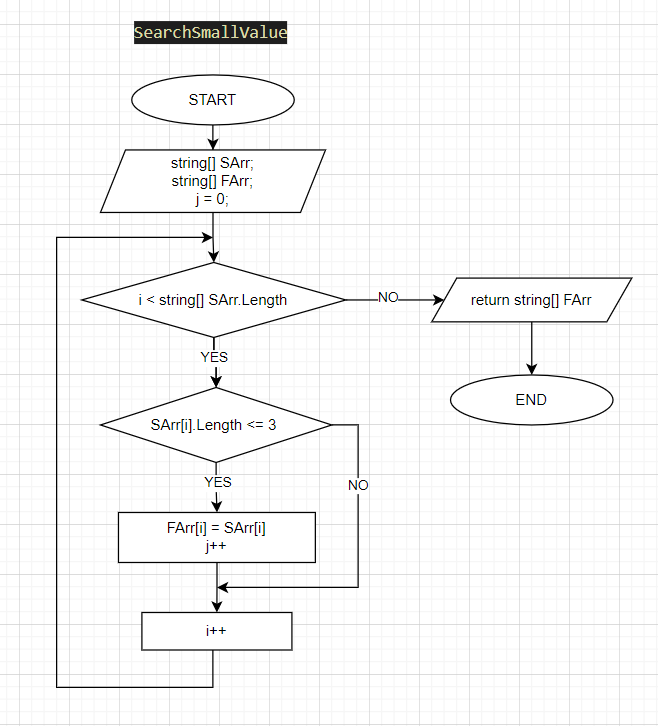 SearchSmallValue
START
string[] SArr;
string[] FArr;
j = 0;
i < string[] SArr.Length
NO
return string[] FArr
YES
END
SArr[i].Length <= 3
YES
NO
FArr[i] = SArr[i]
j++
i++